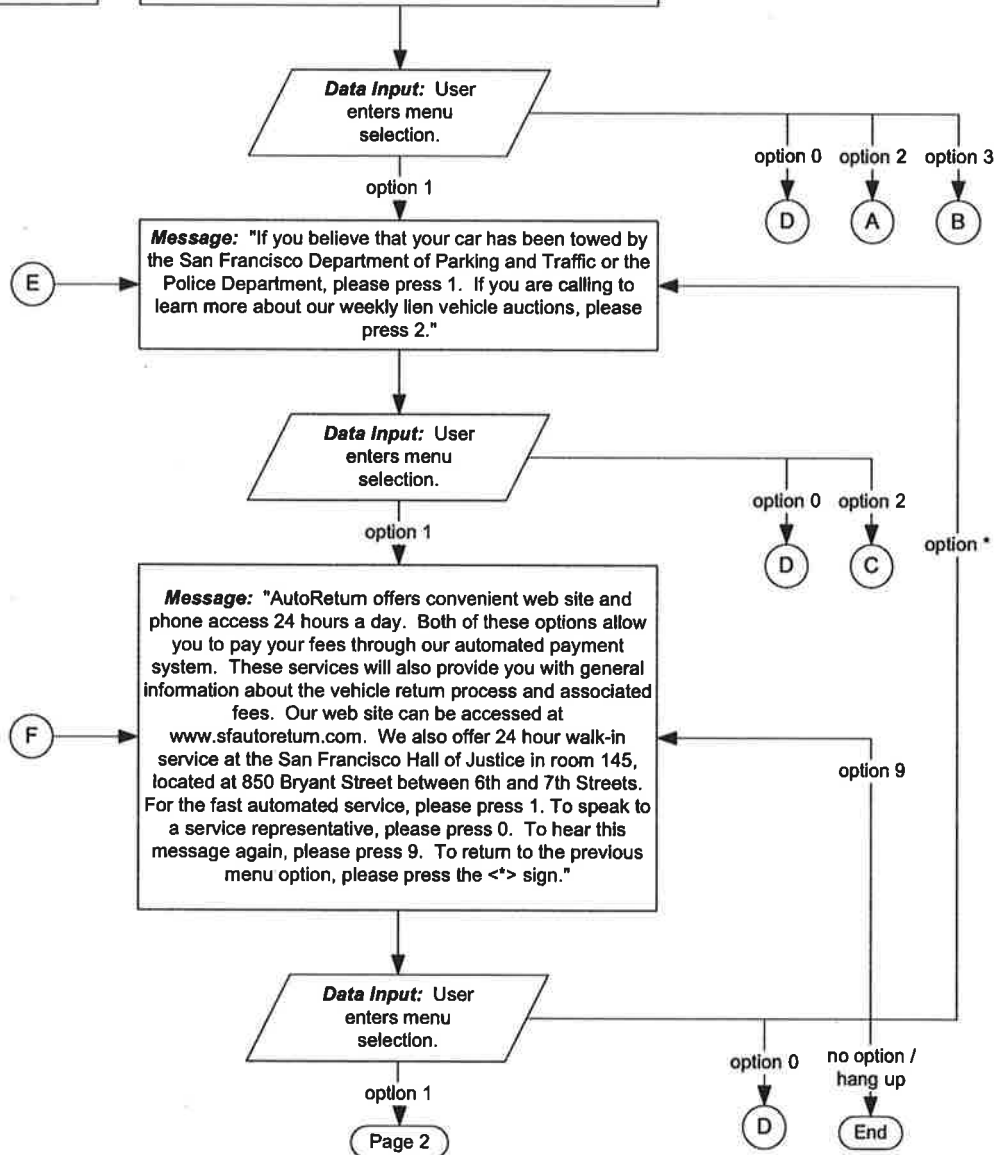 Data Input: User
enters menu
selection.
option 0 option 2 option 3
option 1
D A B
Message: "If you believe that your car has been towed by
the San Francisco Department of Parking and Traffic or the
Police Department, please press 1. If you are calling to
learn more about our weekly lien vehicle auctions, please
press 2."
E
Data Input: User
enters menu
selection.
option 0 option 2
option 1
D C
option *
Message: "AutoReturn offers convenient web site and
phone access 24 hours a day. Both of these options allow
you to pay your fees through our automated payment
system. These services will also provide you with general
information about the vehicle return process and associated
fees. Our web site can be accessed at
www.sfautoreturn.com. We also offer 24 hour walk-in
service at the San Francisco Hall of Justice in room 145,
located at 850 Bryant Street between 6th and 7th Streets.
For the fast automated service, please press 1. To speak to
a service representative, please press 0. To hear this
message again, please press 9. To return to the previous
menu option, please press the <*> sign."
F
option 9
Data Input: User
enters menu
selection.
option 0
no option /
hang up
option 1
D
End
Page 2